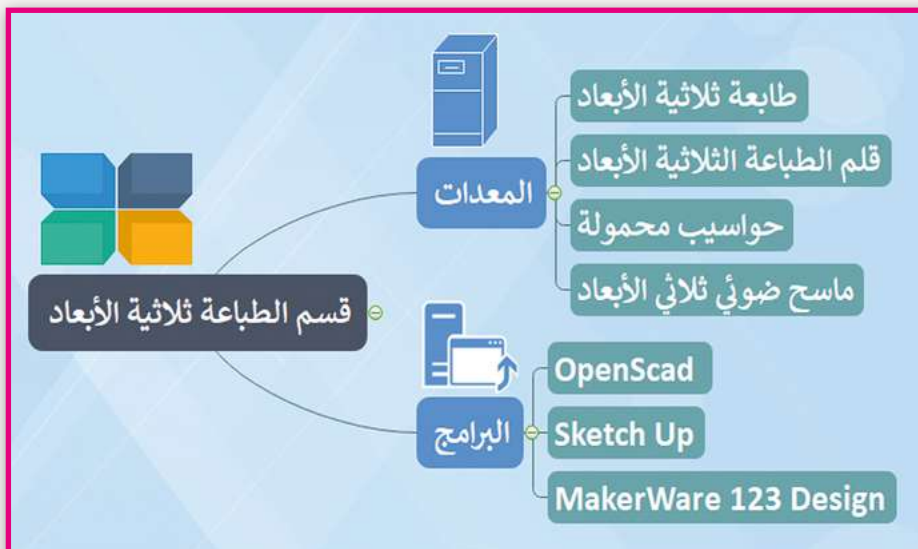 قسم الطباعة ثلاثية الأبعاد
المعدات
طابعة ثلاثية الأبعاد
قلم الطباعة الثلاثية الأبعاد
حواسيب محمولة
ماسح ضوئي ثلاثي الأبعاد
البرامج
OpenScad
Sketch Up
MakerWare 123 Design